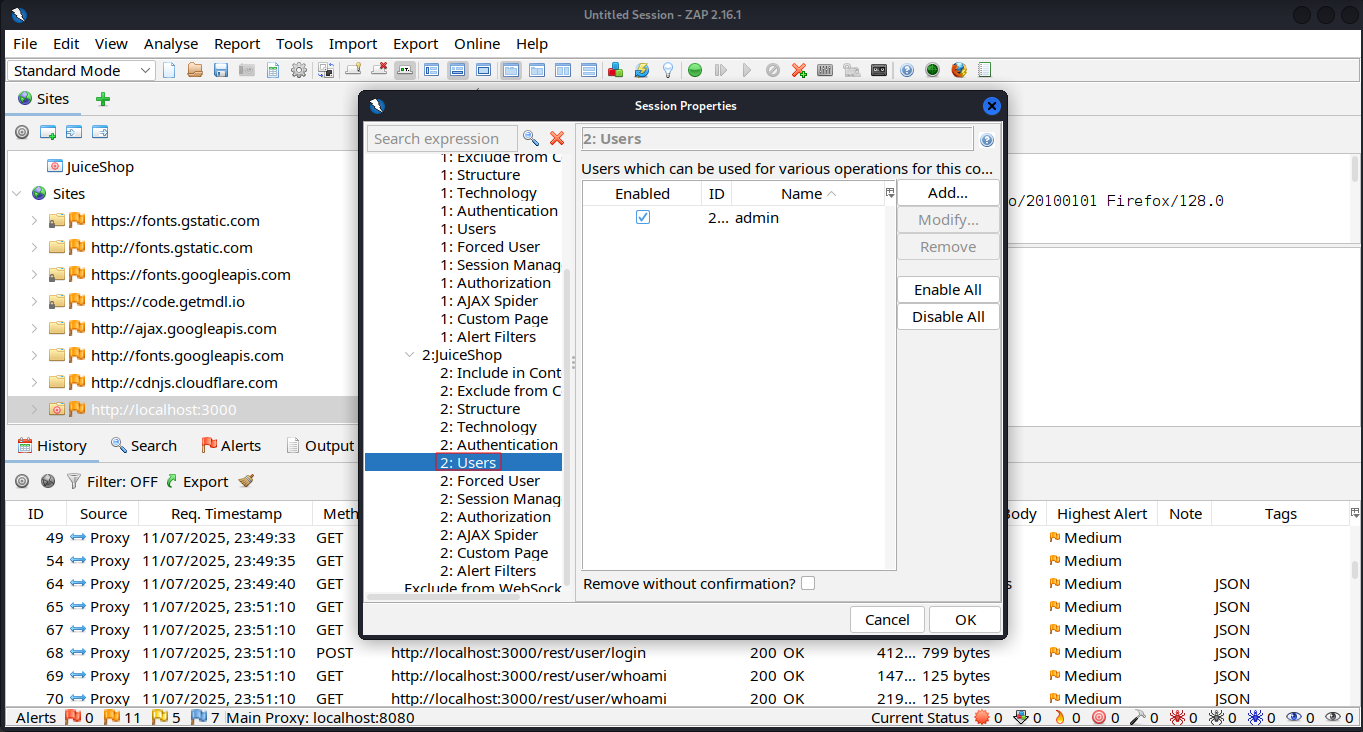 Untitled Session - ZAP 2.16.1
File Edit View Analyse Report Tools Import Export Online Help
Standard Mode
Sites
Session Properties
JuiceShop
Sites
https://fonts.gstatic.com
http://fonts.gstatic.com
https://fonts.googleapis.com
https://code.getmdl.io
http://ajax.googleapis.com
http://fonts.googleapis.com
http://cdnjs.cloudflare.com
http://localhost:3000
Search expression
1: Exclude from C
1: Structure
1: Technology
1: Authentication
1: Users
1: Forced User
1: Session Manag
1: Authorization
1: AJAX Spider
1: Custom Page
1: Alert Filters
2:JuiceShop
2: Include in Cont
2: Exclude from C
2: Structure
2: Technology
2: Authentication
2: Users
2: Forced User
2: Session Manag
2: Authorization
2: AJAX Spider
2: Custom Page
2: Alert Filters
Exclude from WebSock
2: Users
Users which can be used for various operations for this co...
Enabled ID Name
2... admin
Add...
Modify...
Remove
Enable All
Disable All
Remove without confirmation?
Cancel OK
o/20100101 Firefox/128.0
History Search Alerts Output
Filter: OFF Export
ID Source Req. Timestamp Meth ody Highest Alert Note Tags
49 Proxy 11/07/2025, 23:49:33 GET Medium
54 Proxy 11/07/2025, 23:49:35 GET Medium
64 Proxy 11/07/2025, 23:49:40 GET s Medium JSON
65 Proxy 11/07/2025, 23:51:10 GET Medium JSON
67 Proxy 11/07/2025, 23:51:10 GET Medium JSON
68 Proxy 11/07/2025, 23:51:10 POST http://localhost:3000/rest/user/login 200 OK 412... 799 bytes Medium JSON
69 Proxy 11/07/2025, 23:51:10 GET http://localhost:3000/rest/user/whoami 200 OK 147... 125 bytes Medium JSON
70 Proxy 11/07/2025, 23:51:10 GET http://localhost:3000/rest/user/whoami 200 OK 219... 125 bytes Medium JSON
Alerts 0 11 5 7 Main Proxy: localhost:8080 Current Status 0 0 0 0 0 0 0 0 0 0